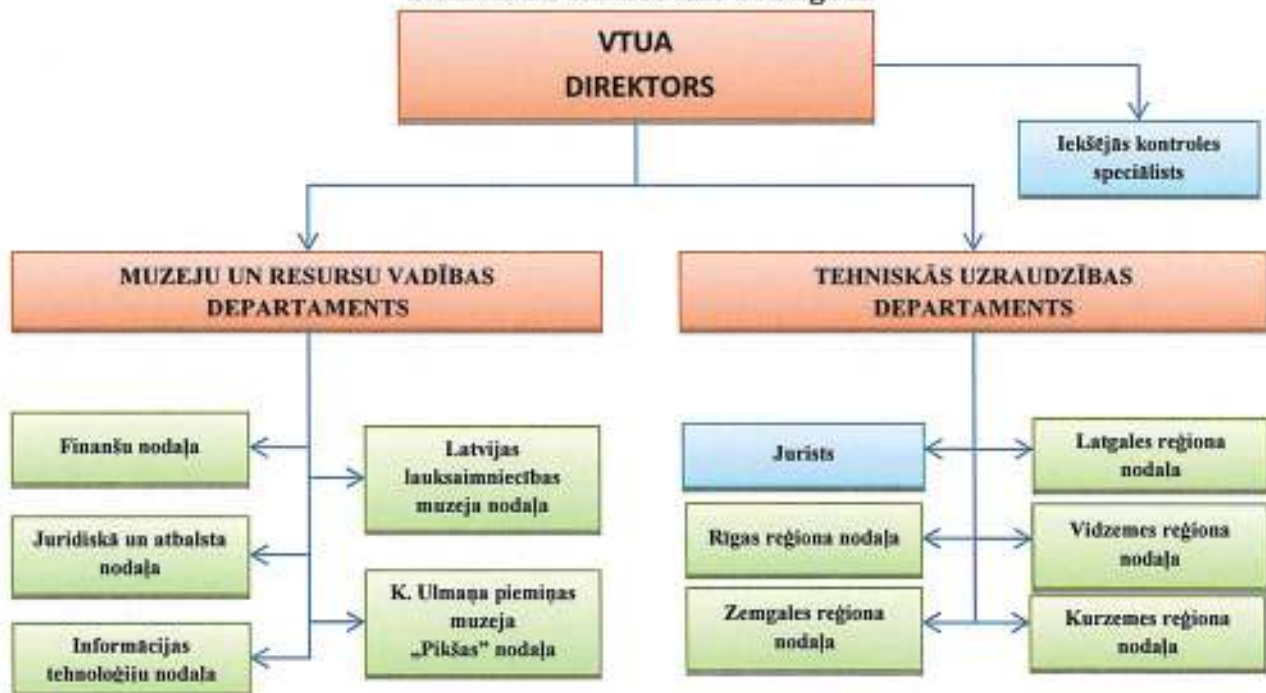 VTUA
DIREKTORS
Iekšējās kontroles
speciālists
MUZEJU UN RESURSU VADĪBAS
DEPARTAMENTS
TEHNISKĀS UZRAUDZĪBAS
DEPARTAMENTS
Finanšu nodaļa
Latvijas
lauksaimniecības
muzeja nodaļa
Juridiskā un atbalsta
nodaļa
K. Ulmaņa piemiņas
muzeja
„Pikšas” nodaļa
Informācijas
tehnoloģiju nodaļa
Jurists
Latgales reģiona
nodaļa
Rīgas reģiona nodaļa
Vidzemes reģiona
nodaļa
Zemgales reģiona
nodaļa
Kurzemes reģiona
nodaļa